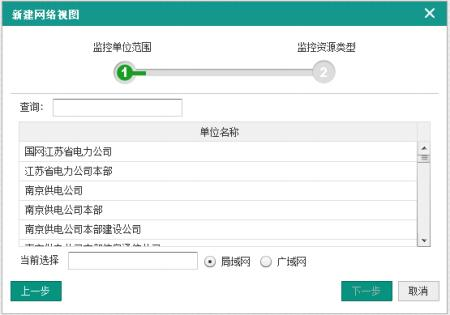 新建网络视图
监控单位范围 监控资源类型
1 2
查询:
单位名称
国网江苏省电力公司
江苏省电力公司本部
南京供电公司
南京供电公司本部
南京供电公司本部建设公司
当前选择 局域网 广域网
上一步 下一步 取消